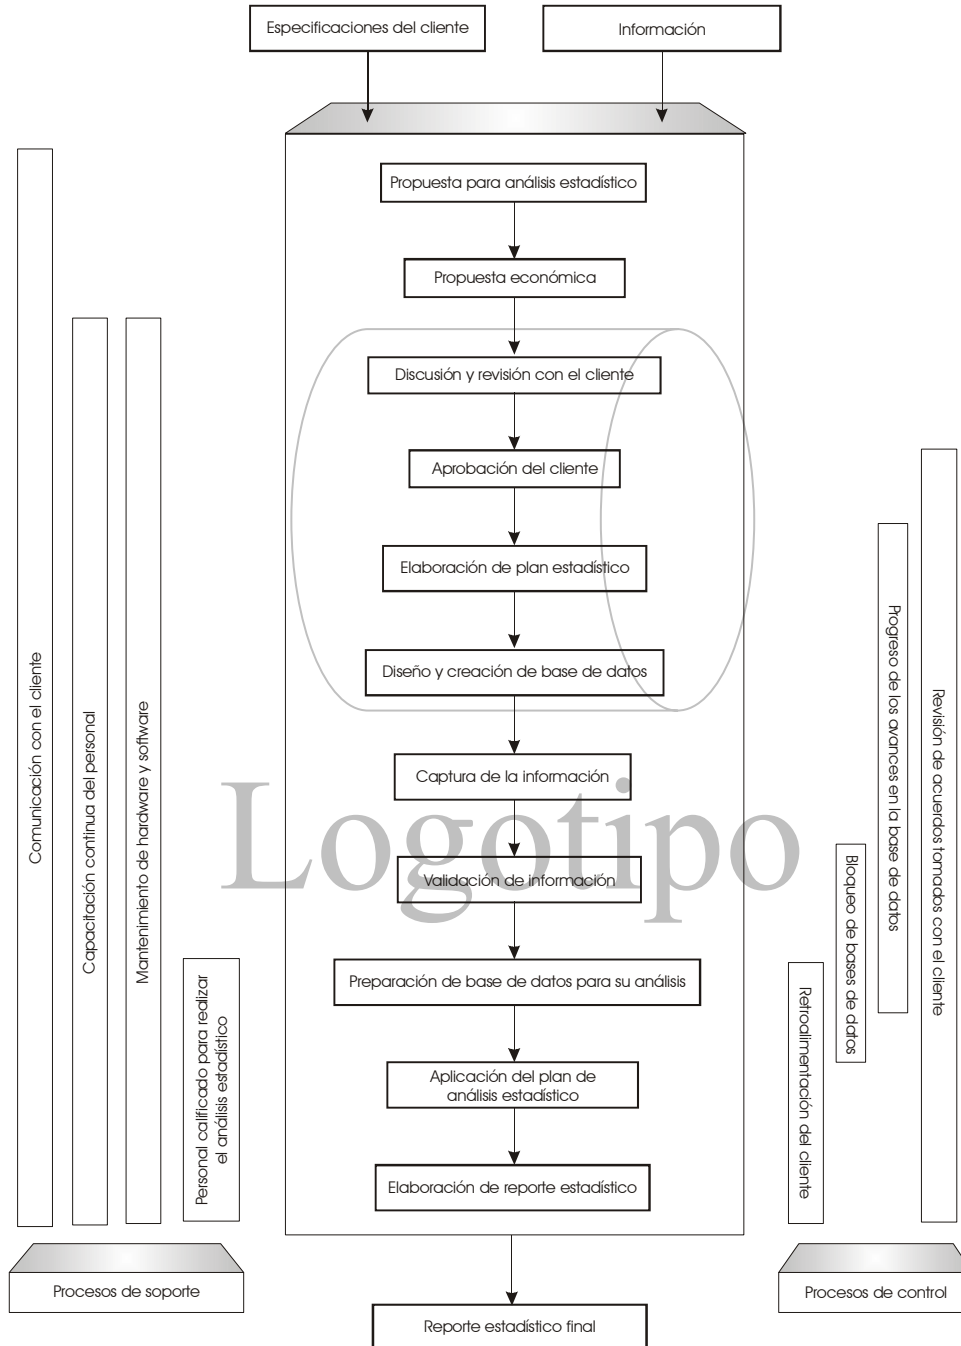 Especificaciones del cliente
Información
Propuesta para análisis estadístico
Propuesta económica
Discusión y revisión con el cliente
Aprobación del cliente
Elaboración de plan estadístico
Diseño y creación de base de datos
Captura de la información
Logotipo
Validación de información
Preparación de base de datos para su análisis
Aplicación del plan de
análisis estadístico
Elaboración de reporte estadístico
Reporte estadístico final
Comunicación con el cliente
Capacitación continua del personal
Mantenimiento de hardware y software
Personal calificado para realizar
el análisis estadístico
Procesos de soporte
Retroalimentación del cliente
Bloqueo de bases de datos
Progreso de los avances en la base de datos
Revisión de acuerdos tomados con el cliente
Procesos de control